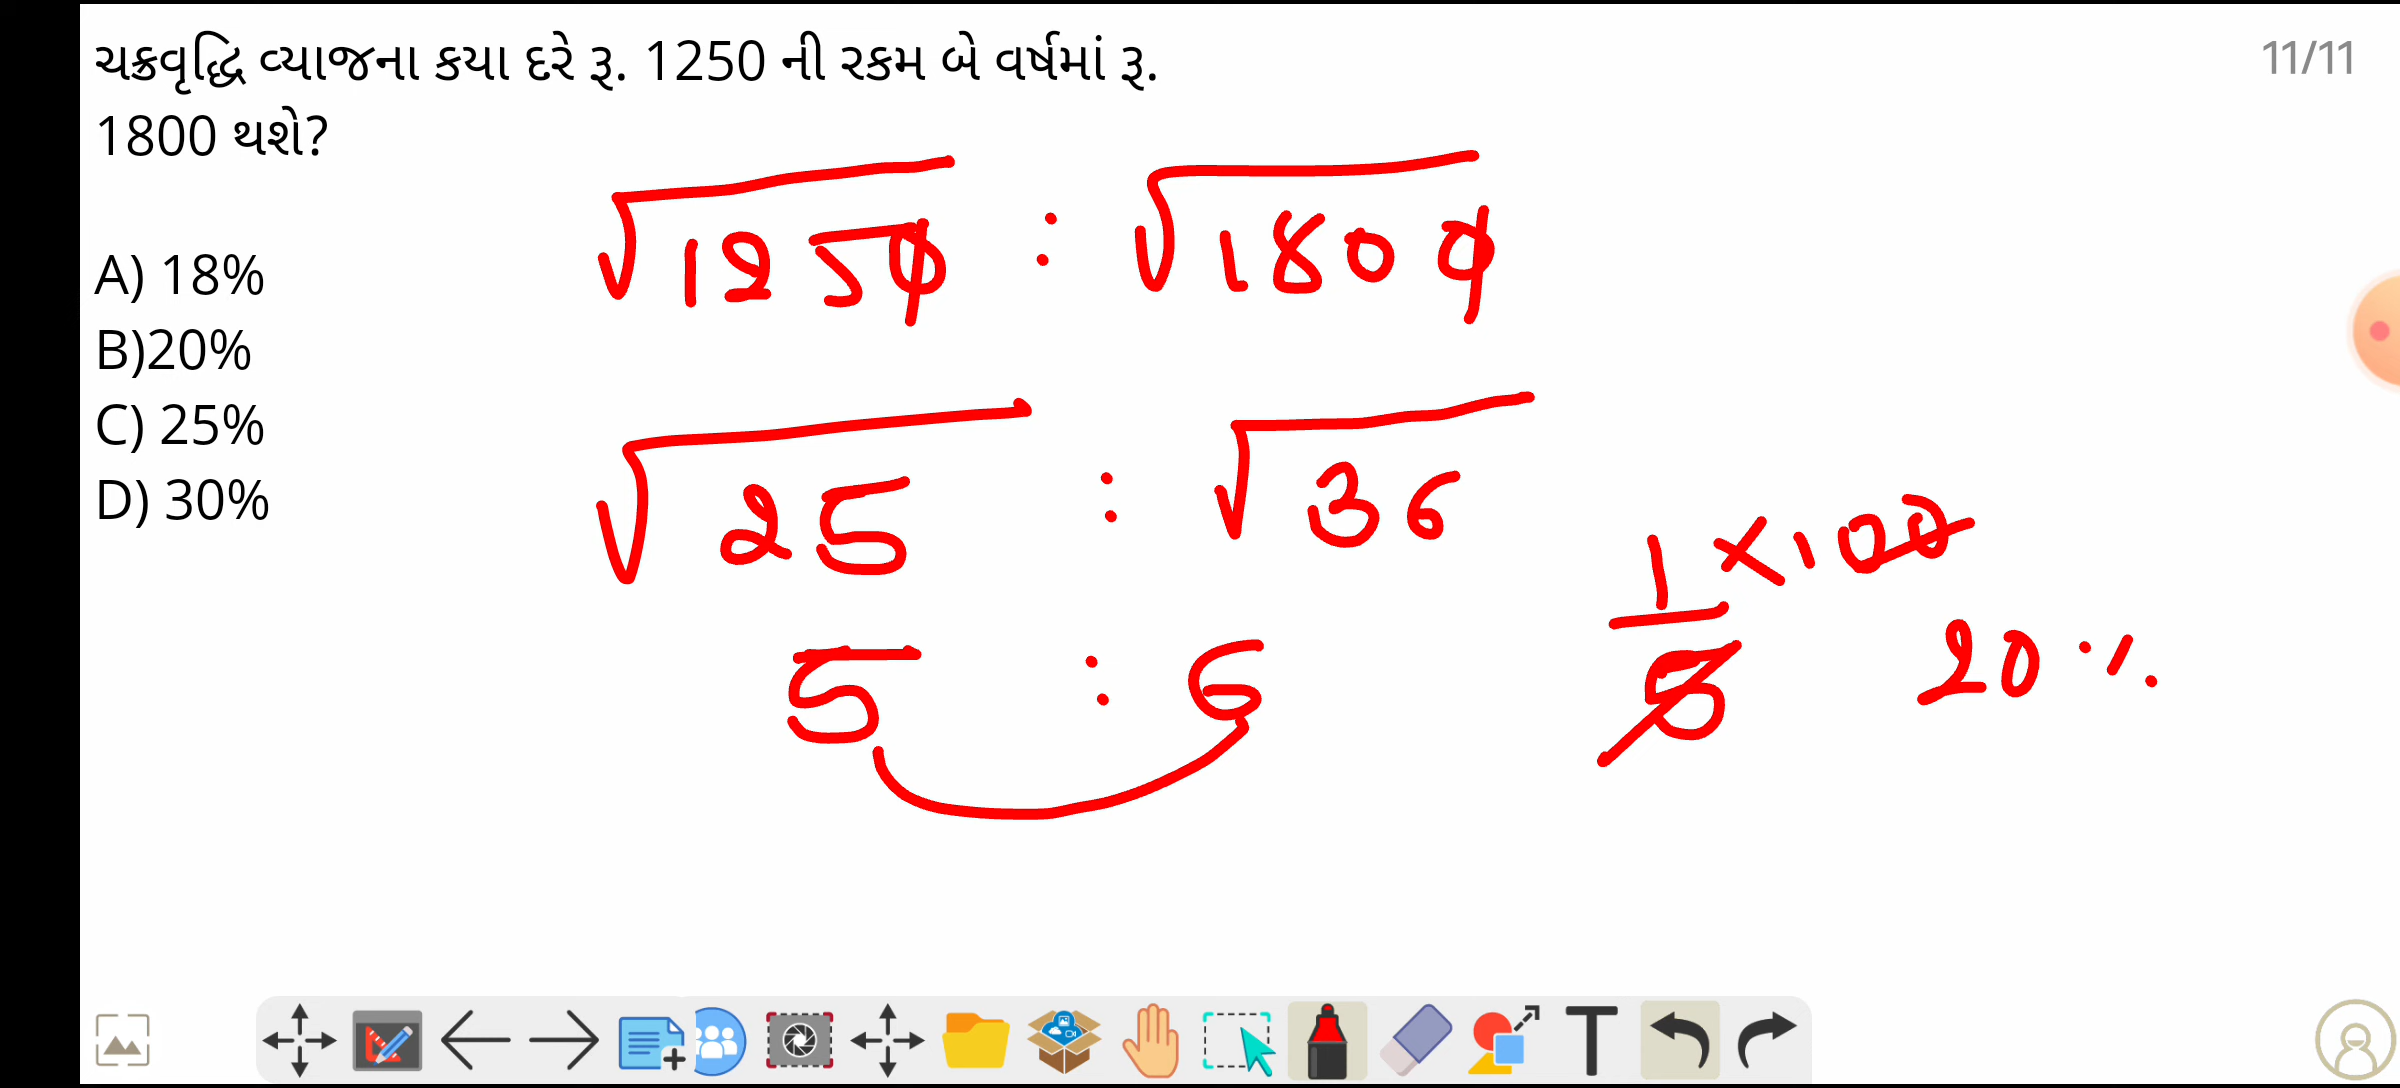 ચક્રવૃદ્ધિ વ્યાજના કયા દરે રૂ. 1250 ની રકમ બે વર્ષમાં રૂ.
1800 થશે?
11/11
A) 18%
B)20%
C) 25%
D) 30%
√1250 : √1800
√25 : √36
5 : 6
1/5 × 100
20%